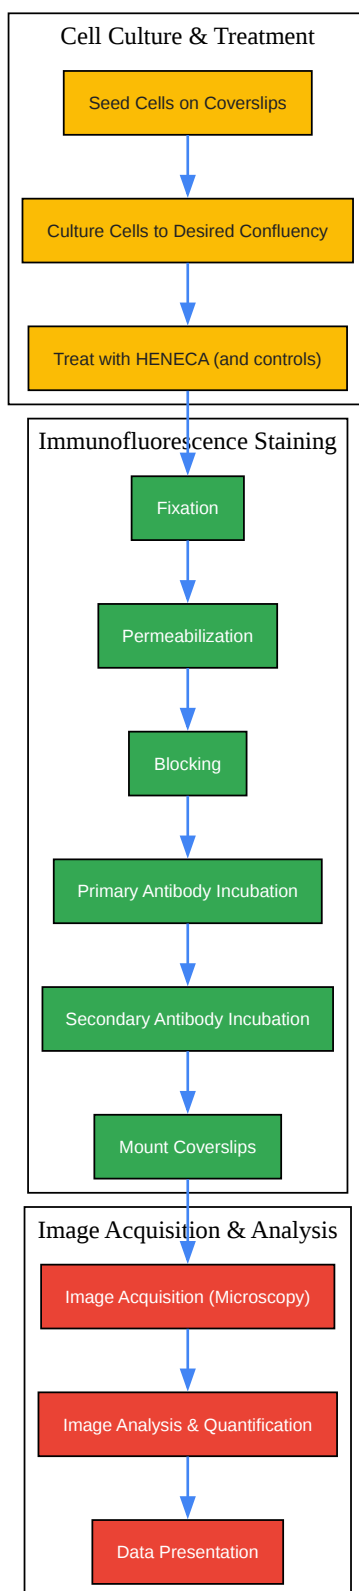 Cell Culture & Treatment
Seed Cells on Coverslips
Culture Cells to Desired Confluency
Treat with HENECA (and controls)
Immunofluorescence Staining
Fixation
Permeabilization
Blocking
Primary Antibody Incubation
Secondary Antibody Incubation
Mount Coverslips
Image Acquisition & Analysis
Image Acquisition (Microscopy)
Image Analysis & Quantification
Data Presentation